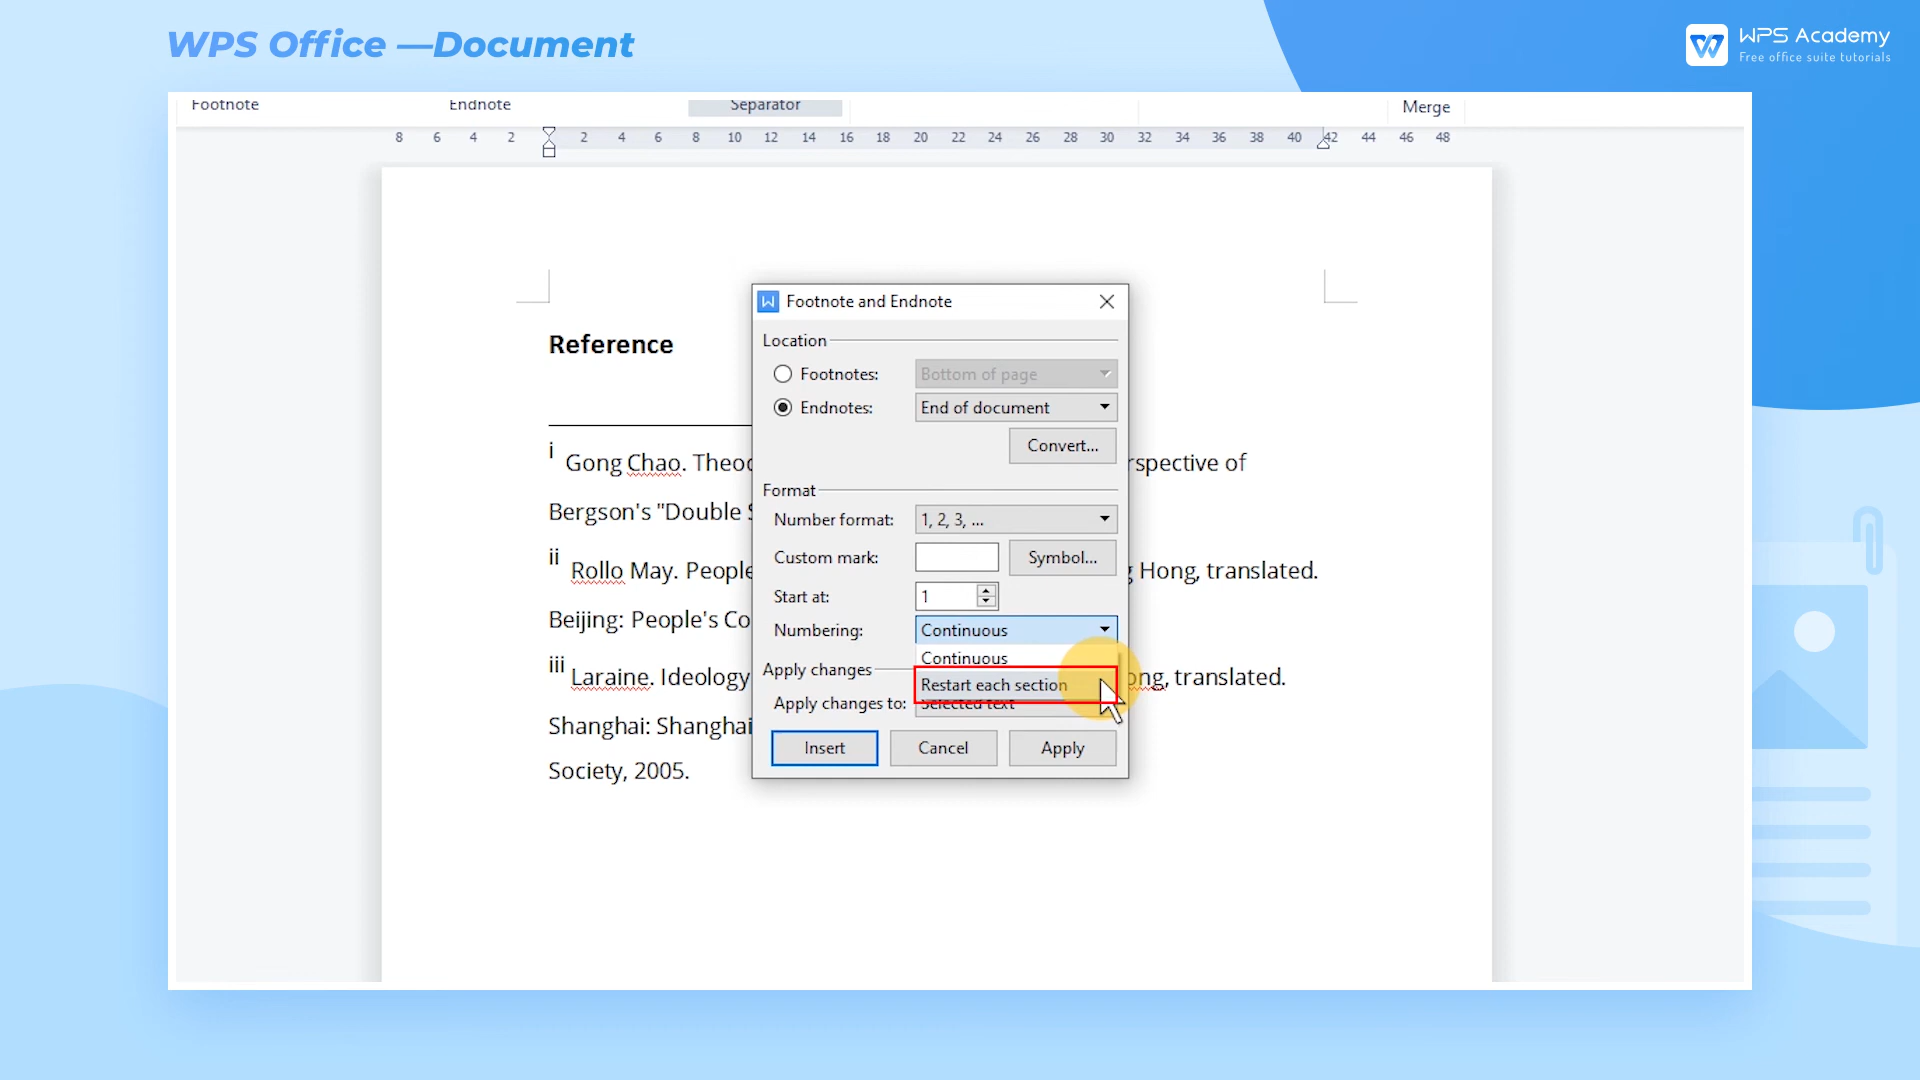 WPS Office —Document
WPS Academy
Free office suite tutorials
Footnote Endnote Separator Merge
8 6 4 2 2 4 6 8 10 12 14 16 18 20 22 24 26 28 30 32 34 36 38 40 42 44 46 48
Reference
Footnote and Endnote
Location
Footnotes: Bottom of page
Endnotes: End of document
Convert...
Format
Number format: 1, 2, 3, ...
Custom mark: Symbol...
Start at: 1
Numbering: Continuous
Continuous
Restart each section
Apply changes
Apply changes to: Selected text
Insert Cancel Apply
i Gong Chao. Theo spective of
Bergson's "Double
ii Rollo May. People Hong, translated.
Beijing: People's Co
iii Laraine. Ideology ong, translated.
Shanghai: Shanghai
Society, 2005.